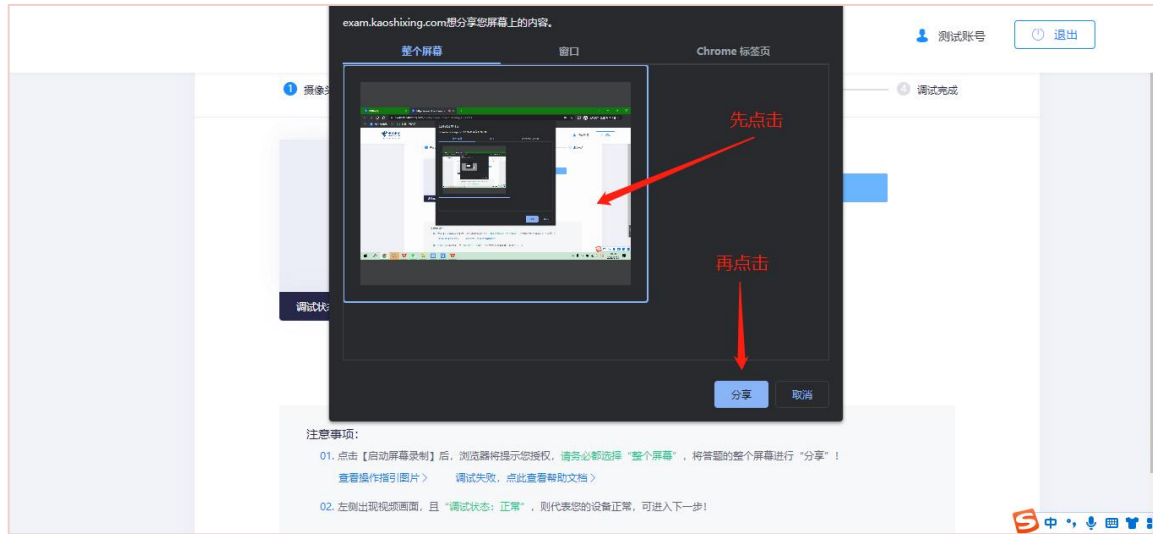 exam.kaoshixing.com想分享您屏幕上的内容。
整个屏幕
窗口
Chrome 标签页
测试账号
退出
1 摄像头
4 调试完成
先点击
再点击
调试状态
分享
取消
注意事项：
01. 点击【启动屏幕录制】后，浏览器将提示您授权，请务必都选择“整个屏幕”，将答题的整个屏幕进行“分享”！
查看操作指引图片〉 调试失败，点此查看帮助文档〉
02. 左侧出现视频画面，且“调试状态：正常”，则代表您的设备正常，可进入下一步！
中